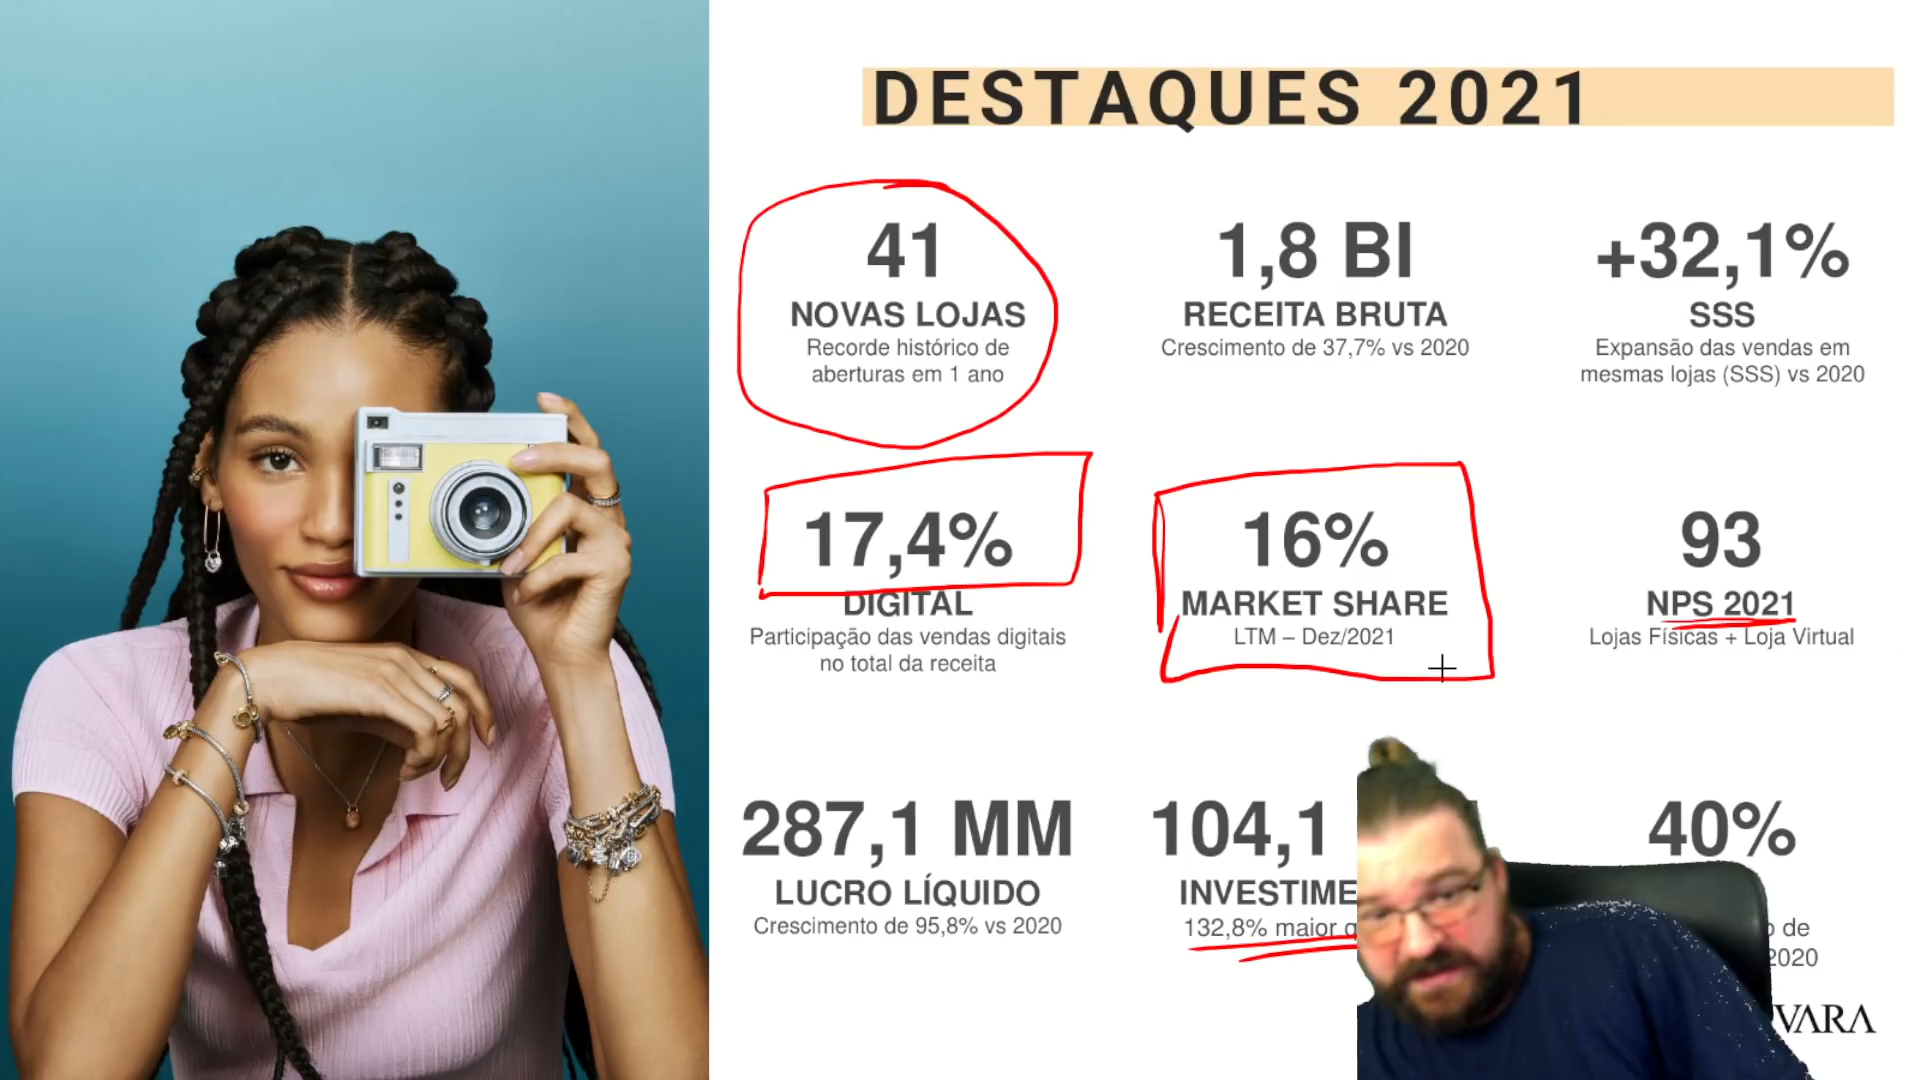 DESTAQUES 2021
41
NOVAS LOJAS
Recorde histórico de
aberturas em 1 ano
1,8 BI
RECEITA BRUTA
Crescimento de 37,7% vs 2020
+32,1%
SSS
Expansão das vendas em
mesmas lojas (SSS) vs 2020
17,4%
DIGITAL
Participação das vendas digitais
no total da receita
16%
MARKET SHARE
LTM – Dez/2021
93
NPS 2021
Lojas Físicas + Loja Virtual
287,1 MM
LUCRO LÍQUIDO
Crescimento de 95,8% vs 2020
104,1
INVESTIME
132,8% maior
40%
de
2020
VARA